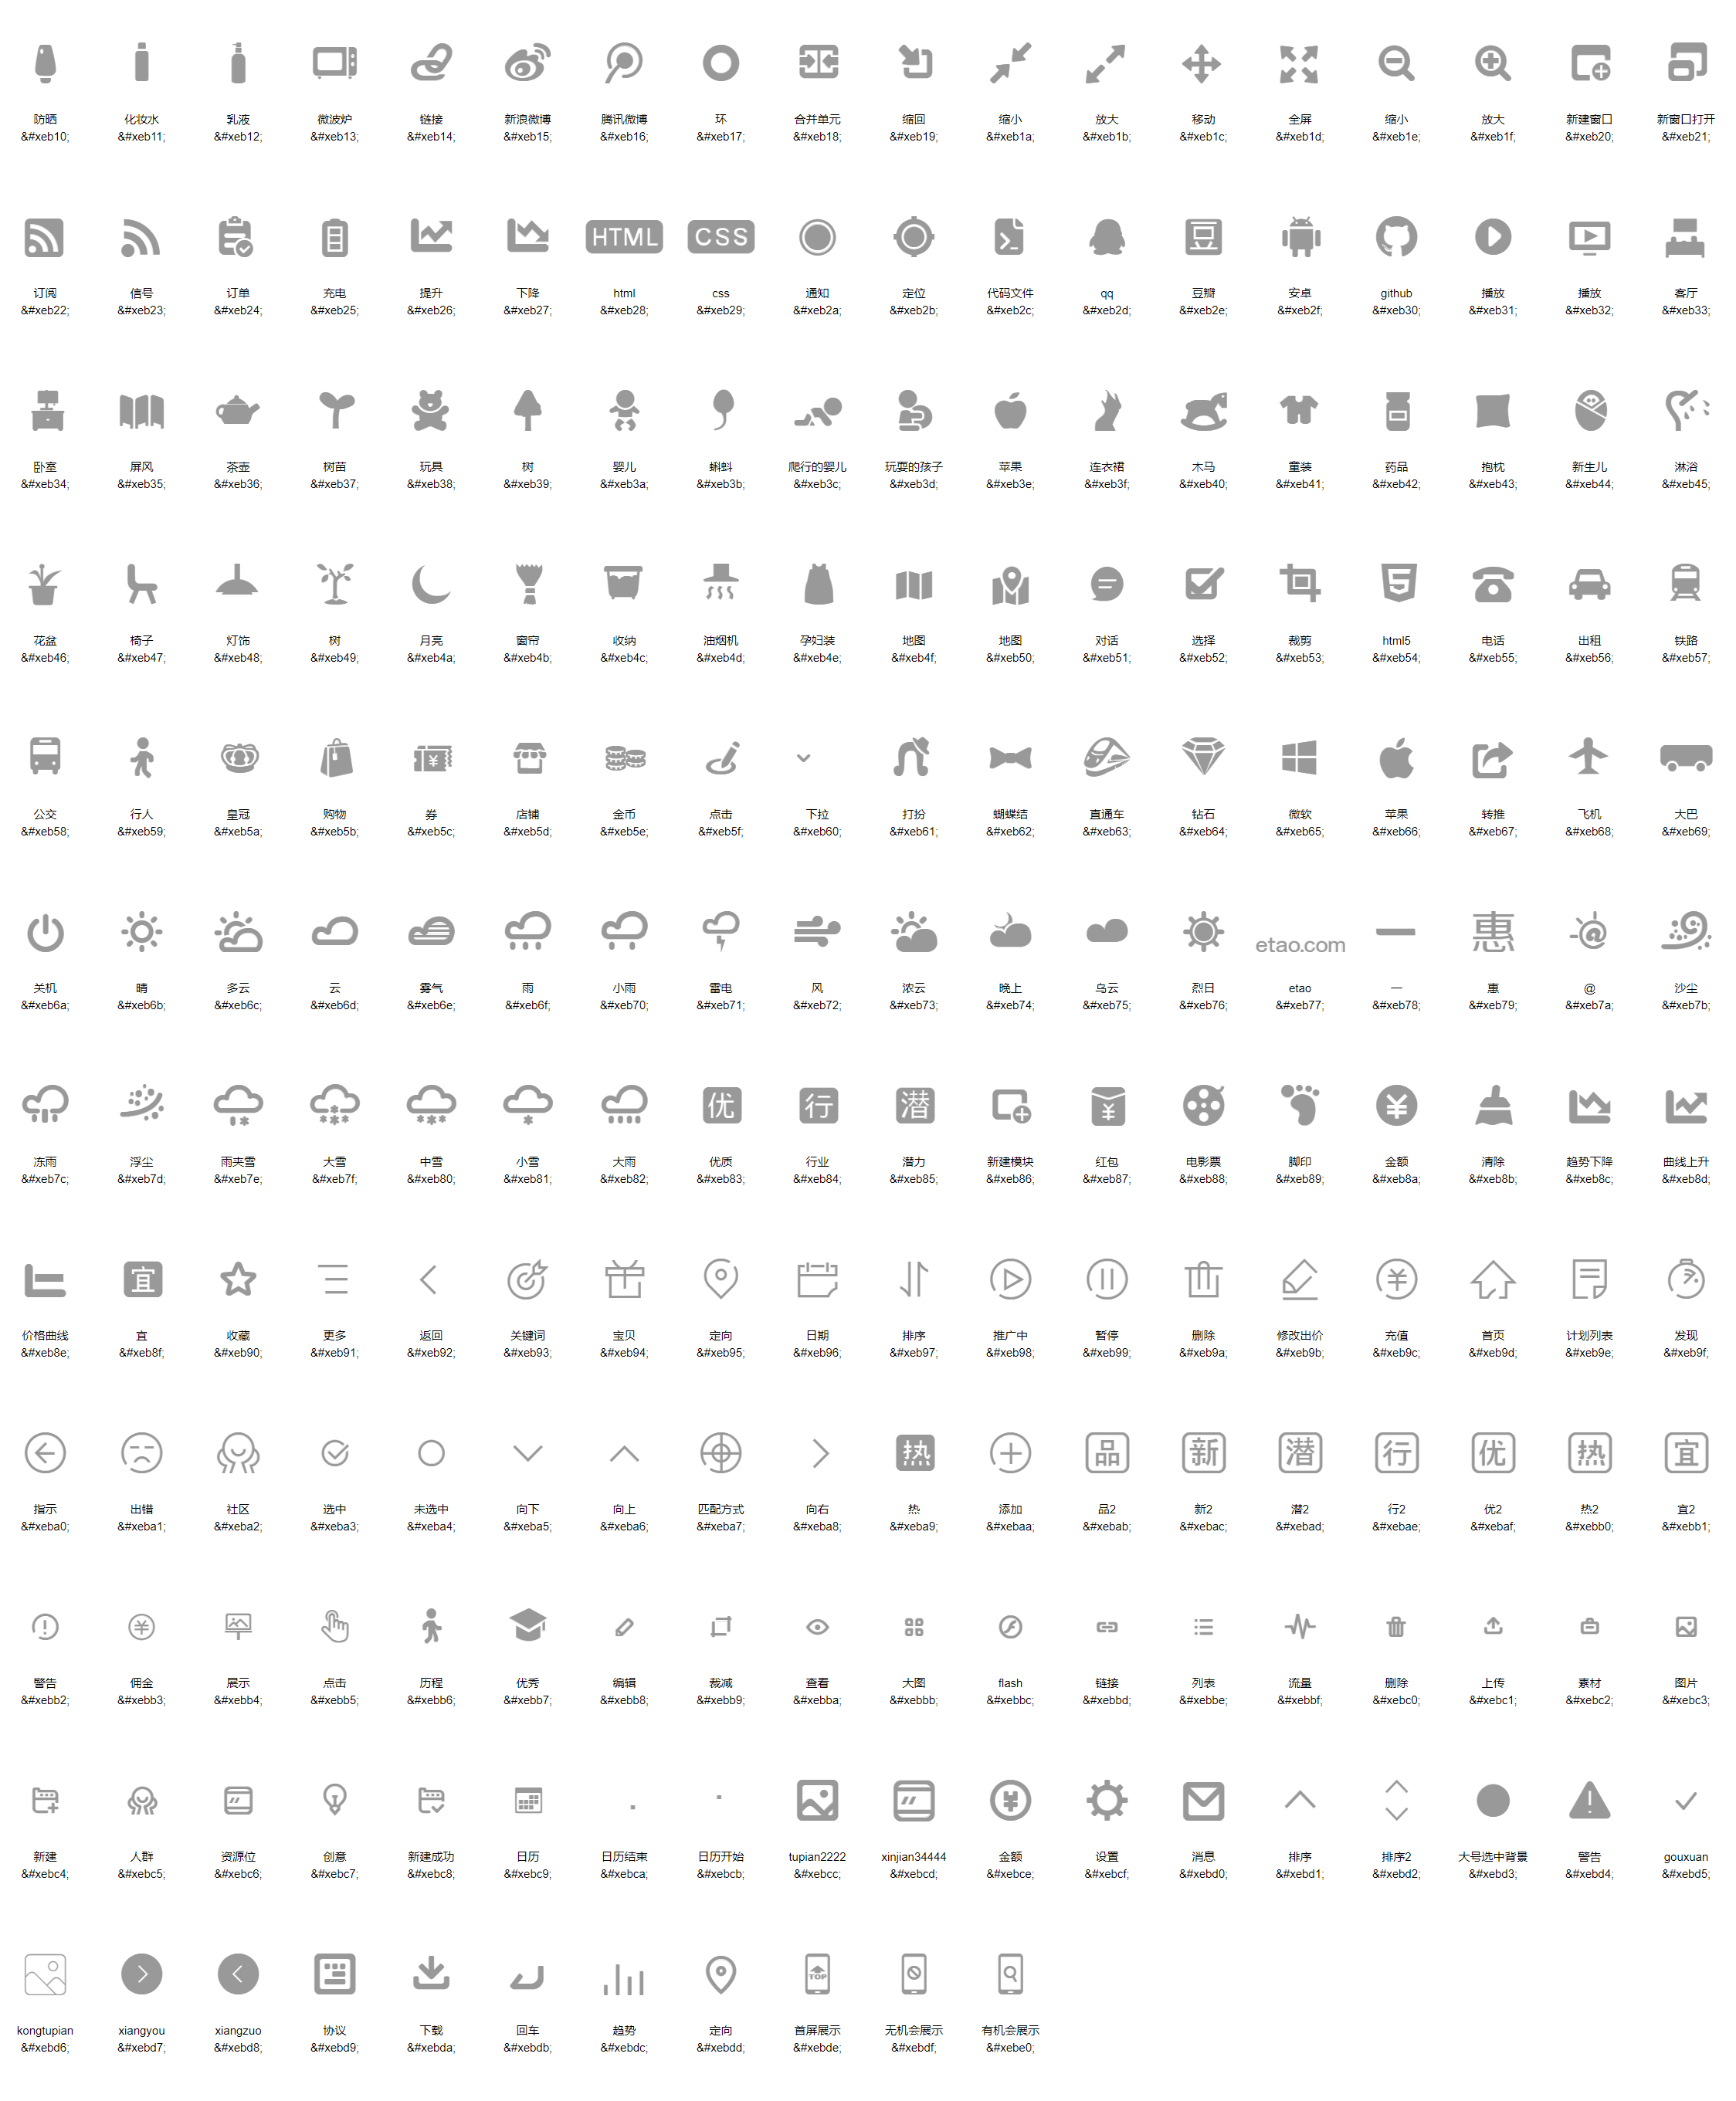 防晒 化妆水 乳液 微波炉 链接 新浪微博 腾讯微博 环 合并单元 缩回 缩小 放大 移动 全屏 缩小 放大 新建窗口 新窗口打开
&#xeb10; &#xeb11; &#xeb12; &#xeb13; &#xeb14; &#xeb15; &#xeb16; &#xeb17; &#xeb18; &#xeb19; &#xeb1a; &#xeb1b; &#xeb1c; &#xeb1d; &#xeb1e; &#xeb1f; &#xeb20; &#xeb21;
HTML CSS 豆
订阅 信号 订单 充电 提升 下降 html css 通知 定位 代码文件 qq 豆瓣 安卓 github 播放 播放 客厅
&#xeb22; &#xeb23; &#xeb24; &#xeb25; &#xeb26; &#xeb27; &#xeb28; &#xeb29; &#xeb2a; &#xeb2b; &#xeb2c; &#xeb2d; &#xeb2e; &#xeb2f; &#xeb30; &#xeb31; &#xeb32; &#xeb33;
卧室 屏风 茶壶 树苗 玩具 树 婴儿 蝌蚪 爬行的婴儿 玩耍的孩子 苹果 连衣裙 木马 童装 药品 抱枕 新生儿 淋浴
&#xeb34; &#xeb35; &#xeb36; &#xeb37; &#xeb38; &#xeb39; &#xeb3a; &#xeb3b; &#xeb3c; &#xeb3d; &#xeb3e; &#xeb3f; &#xeb40; &#xeb41; &#xeb42; &#xeb43; &#xeb44; &#xeb45;
花盆 椅子 灯饰 树 月亮 窗帘 收纳 油烟机 孕妇装 地图 地图 对话 选择 裁剪 html5 电话 出租 铁路
&#xeb46; &#xeb47; &#xeb48; &#xeb49; &#xeb4a; &#xeb4b; &#xeb4c; &#xeb4d; &#xeb4e; &#xeb4f; &#xeb50; &#xeb51; &#xeb52; &#xeb53; &#xeb54; &#xeb55; &#xeb56; &#xeb57;
¥
公交 行人 皇冠 购物 券 店铺 金币 点击 下拉 打扮 蝴蝶结 直通车 钻石 微软 苹果 转推 飞机 大巴
&#xeb58; &#xeb59; &#xeb5a; &#xeb5b; &#xeb5c; &#xeb5d; &#xeb5e; &#xeb5f; &#xeb60; &#xeb61; &#xeb62; &#xeb63; &#xeb64; &#xeb65; &#xeb66; &#xeb67; &#xeb68; &#xeb69;
etao.com 惠 @
关机 晴 多云 云 雾气 雨 小雨 雷电 风 浓云 晚上 乌云 烈日 etao 一 惠 @ 沙尘
&#xeb6a; &#xeb6b; &#xeb6c; &#xeb6d; &#xeb6e; &#xeb6f; &#xeb70; &#xeb71; &#xeb72; &#xeb73; &#xeb74; &#xeb75; &#xeb76; &#xeb77; &#xeb78; &#xeb79; &#xeb7a; &#xeb7b;
优 行 潜 ¥ ¥
冻雨 浮尘 雨夹雪 大雪 中雪 小雪 大雨 优质 行业 潜力 新建模块 红包 电影票 脚印 金额 清除 趋势下降 曲线上升
&#xeb7c; &#xeb7d; &#xeb7e; &#xeb7f; &#xeb80; &#xeb81; &#xeb82; &#xeb83; &#xeb84; &#xeb85; &#xeb86; &#xeb87; &#xeb88; &#xeb89; &#xeb8a; &#xeb8b; &#xeb8c; &#xeb8d;
宜 ¥
价格曲线 宜 收藏 更多 返回 关键词 宝贝 定向 日期 排序 推广中 暂停 删除 修改出价 充值 首页 计划列表 发现
&#xeb8e; &#xeb8f; &#xeb90; &#xeb91; &#xeb92; &#xeb93; &#xeb94; &#xeb95; &#xeb96; &#xeb97; &#xeb98; &#xeb99; &#xeb9a; &#xeb9b; &#xeb9c; &#xeb9d; &#xeb9e; &#xeb9f;
热 品 新 潜 行 优 热 宜
指示 出错 社区 选中 未选中 向下 向上 匹配方式 向右 热 添加 品2 新2 潜2 行2 优2 热2 宜2
&#xeba0; &#xeba1; &#xeba2; &#xeba3; &#xeba4; &#xeba5; &#xeba6; &#xeba7; &#xeba8; &#xeba9; &#xebaa; &#xebab; &#xebac; &#xebad; &#xebae; &#xebaf; &#xebb0; &#xebb1;
¥
警告 佣金 展示 点击 历程 优秀 编辑 裁减 查看 大图 flash 链接 列表 流量 删除 上传 素材 图片
&#xebb2; &#xebb3; &#xebb4; &#xebb5; &#xebb6; &#xebb7; &#xebb8; &#xebb9; &#xebba; &#xebbb; &#xebbc; &#xebbd; &#xebbe; &#xebbf; &#xebc0; &#xebc1; &#xebc2; &#xebc3;
¥
新建 人群 资源位 创意 新建成功 日历 日历结束 日历开始 tupian2222 xinjian34444 金额 设置 消息 排序 排序2 大号选中背景 警告 gouxuan
&#xebc4; &#xebc5; &#xebc6; &#xebc7; &#xebc8; &#xebc9; &#xebca; &#xebcb; &#xebcc; &#xebcd; &#xebce; &#xebcf; &#xebd0; &#xebd1; &#xebd2; &#xebd3; &#xebd4; &#xebd5;
TOP
kongtupian xiangyou xiangzuo 协议 下载 回车 趋势 定向 首屏展示 无机会展示 有机会展示
&#xebd6; &#xebd7; &#xebd8; &#xebd9; &#xebda; &#xebdb; &#xebdc; &#xebdd; &#xebde; &#xebdf; &#xebe0;